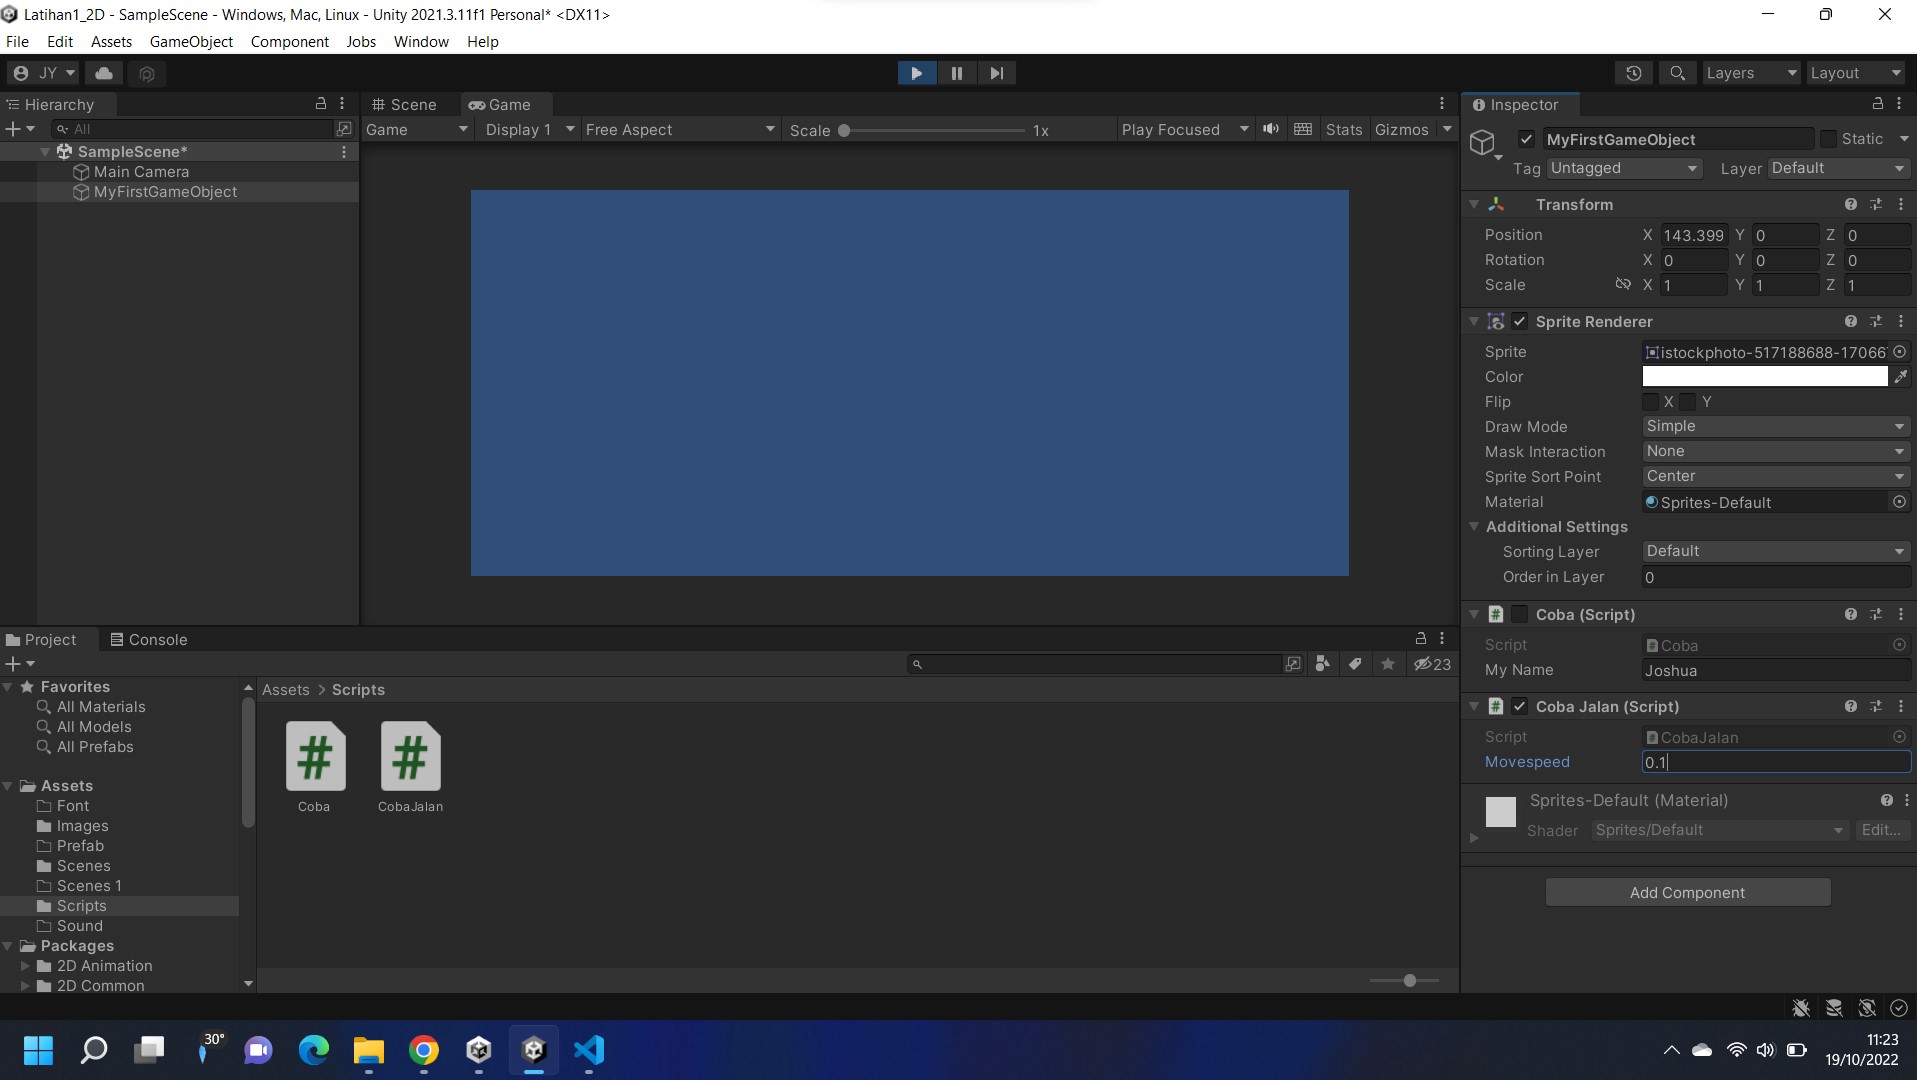 Latihan1_2D - SampleScene - Windows, Mac, Linux - Unity 2021.3.11f1 Personal* <DX11>
File Edit Assets GameObject Component Jobs Window Help
JY
Layers
Layout
Hierarchy
All
SampleScene*
Main Camera
MyFirstGameObject
Scene
Game
Game
Display 1
Free Aspect
Scale
1x
Play Focused
Stats
Gizmos
Inspector
MyFirstGameObject
Static
Tag Untagged
Layer Default
Transform
Position X 143.399 Y 0 Z 0
Rotation X 0 Y 0 Z 0
Scale X 1 Y 1 Z 1
Sprite Renderer
Sprite istockphoto-517188688-17066
Color
Flip X Y
Draw Mode Simple
Mask Interaction None
Sprite Sort Point Center
Material Sprites-Default
Additional Settings
Sorting Layer Default
Order in Layer 0
Coba (Script)
Script Coba
My Name Joshua
Coba Jalan (Script)
Script CobaJalan
Movespeed 0.1
Sprites-Default (Material)
Shader Sprites/Default Edit...
Add Component
Project
Console
23
Favorites
All Materials
All Models
All Prefabs
Assets
Font
Images
Prefab
Scenes
Scenes 1
Scripts
Sound
Packages
2D Animation
2D Common
Assets > Scripts
Coba
CobaJalan
30°
11:23
19/10/2022